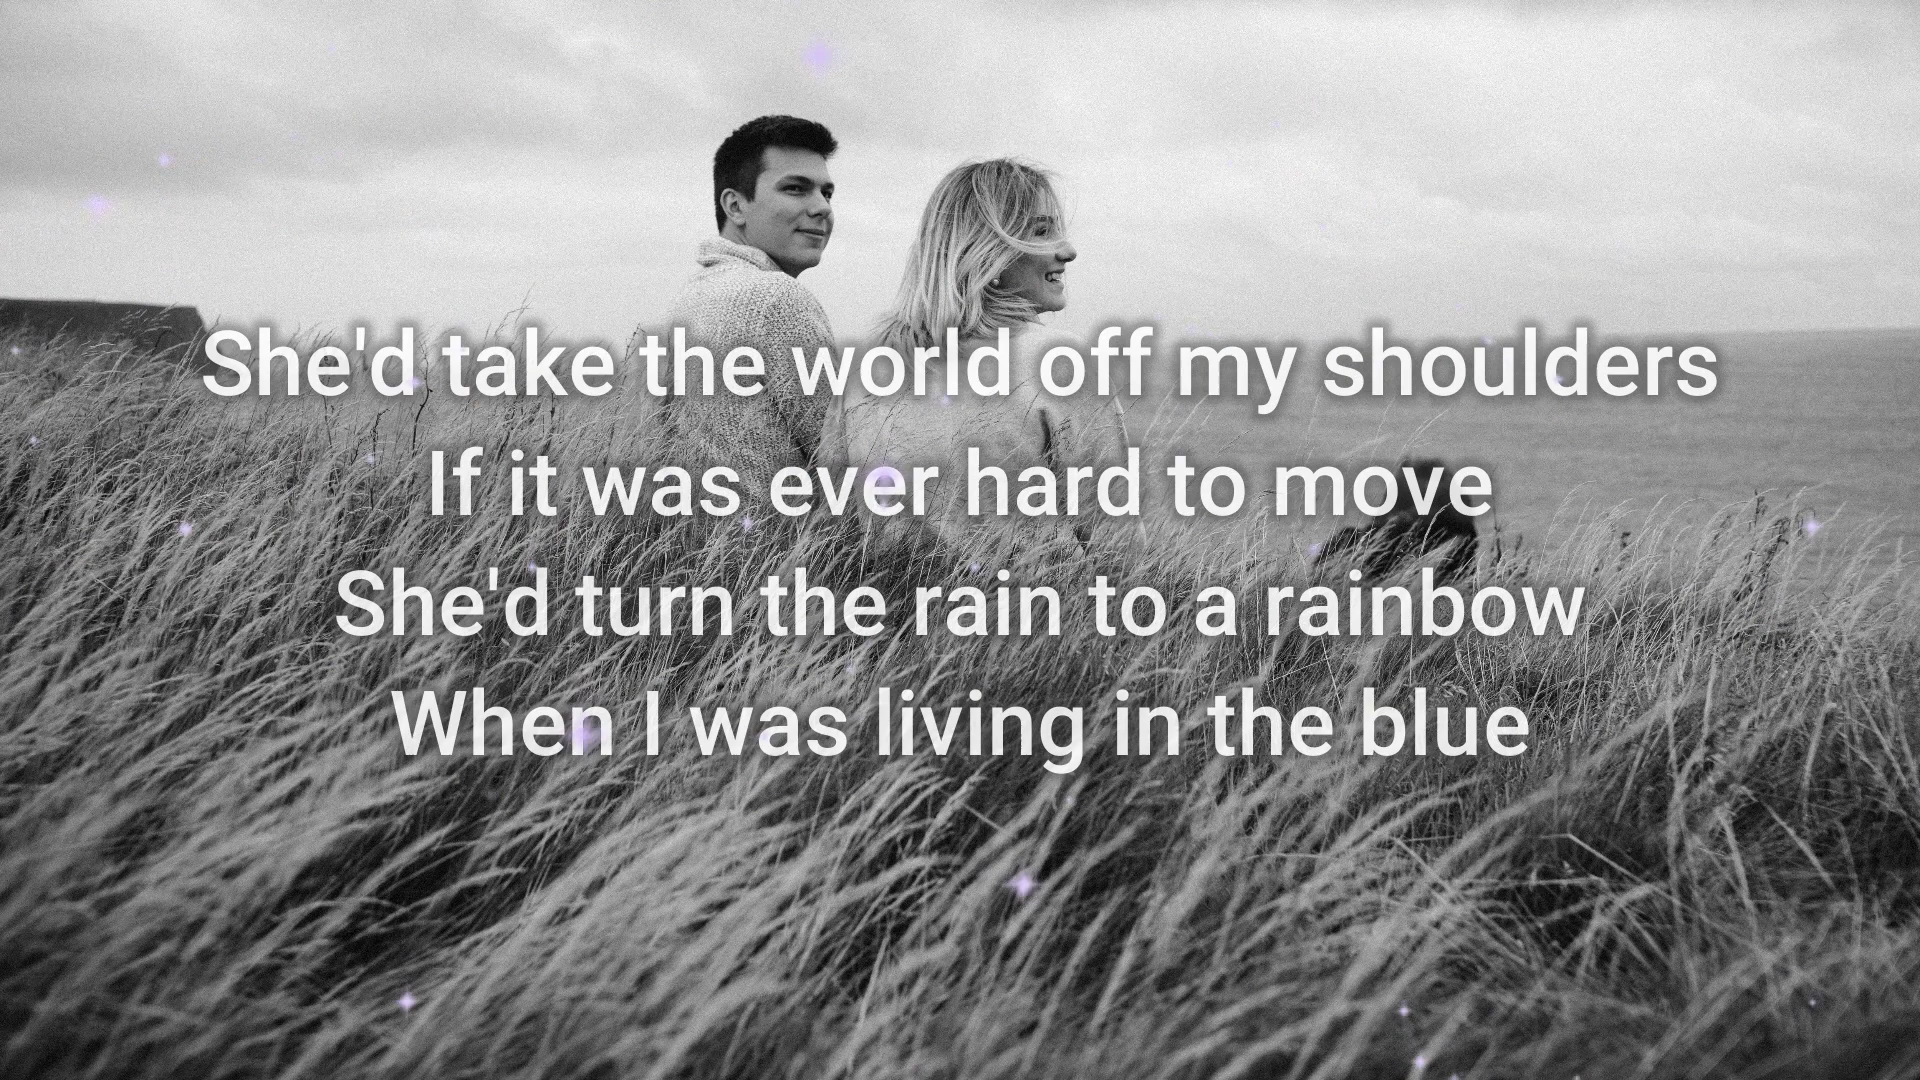 She'd take the world off my shoulders
If it was ever hard to move
She'd turn the rain to a rainbow
When I was living in the blue